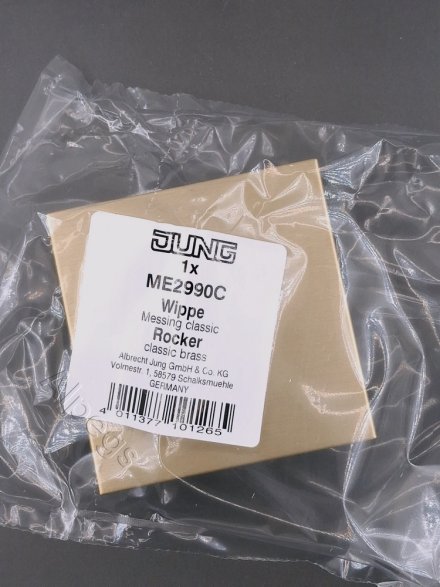 JUNG
1x
ME2990C
Wippe
Messing classic
Rocker
classic brass
Albrecht Jung GmbH & Co. KG
Volmestr. 1, 58579 Schalksmuehle
GERMANY
4 011377 101265